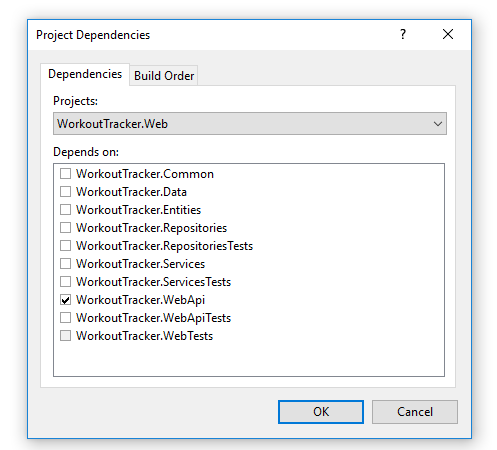 Project Dependencies
?
Dependencies
Build Order
Projects:
WorkoutTracker.Web
Depends on:
WorkoutTracker.Common
WorkoutTracker.Data
WorkoutTracker.Entities
WorkoutTracker.Repositories
WorkoutTracker.RepositoriesTests
WorkoutTracker.Services
WorkoutTracker.ServicesTests
WorkoutTracker.WebApi
WorkoutTracker.WebApiTests
WorkoutTracker.WebTests
OK
Cancel